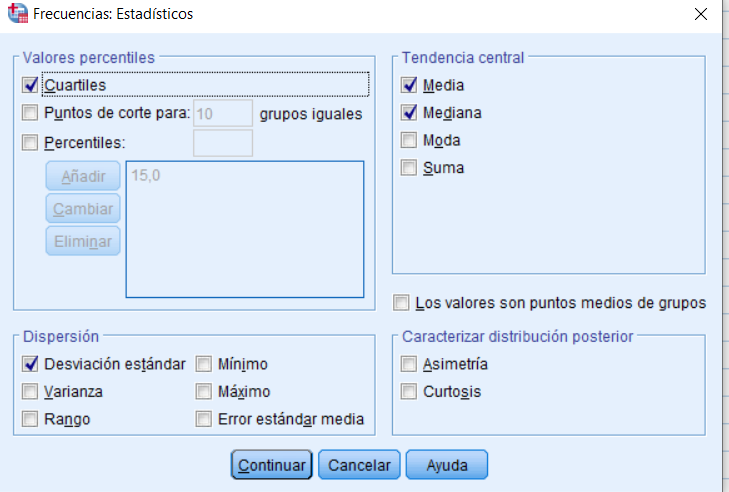 Frecuencias: Estadísticos
Valores percentiles
Cuartiles
Puntos de corte para: 10 grupos iguales
Percentiles:
Añadir
15,0
Cambiar
Eliminar
Tendencia central
Media
Mediana
Moda
Suma
Los valores son puntos medios de grupos
Dispersión
Desviación estándar Mínimo
Varianza Máximo
Rango Error estándar media
Caracterizar distribución posterior
Asimetría
Curtosis
Continuar Cancelar Ayuda